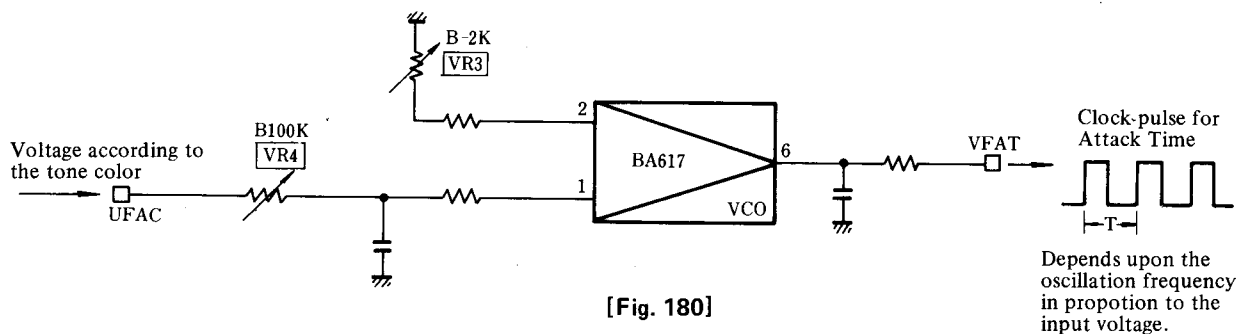 B-2K
VR3
Voltage according to
the tone color
UFAC
B100K
VR4
2
1
BA617
VCO
6
VFAT
Clock-pulse for
Attack Time
T
Depends upon the
oscillation frequency
in propotion to the
input voltage.
[Fig. 180]